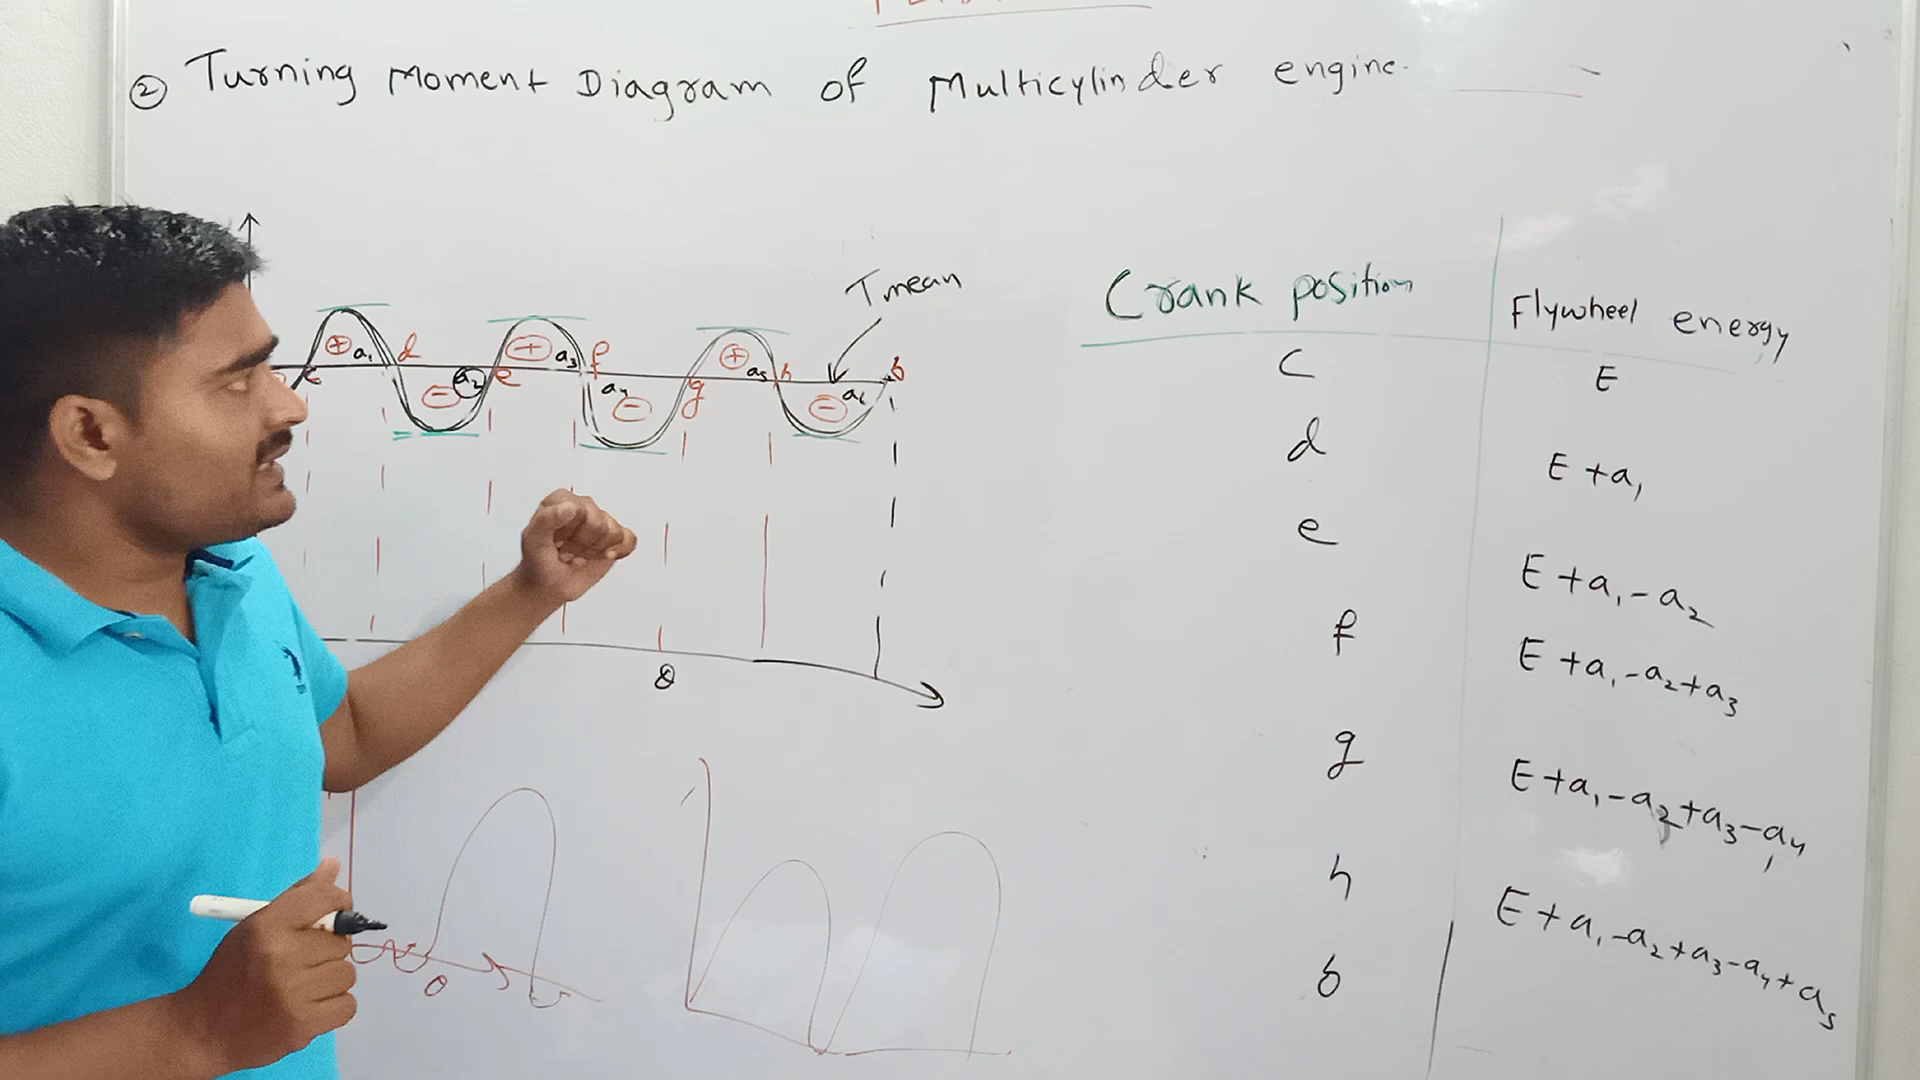 ② Turning Moment Diagram of Multicylinder engine.
T mean
c + a1 d - a2 e + a3 f a4 - g + a5 h - a6 b
θ
θ
Crank position Flywheel energy
c E
d E + a1
e E + a1 - a2
f E + a1 - a2 + a3
g E + a1 - a2 + a3 - a4
h E + a1 - a2 + a3 - a4 + a5
b